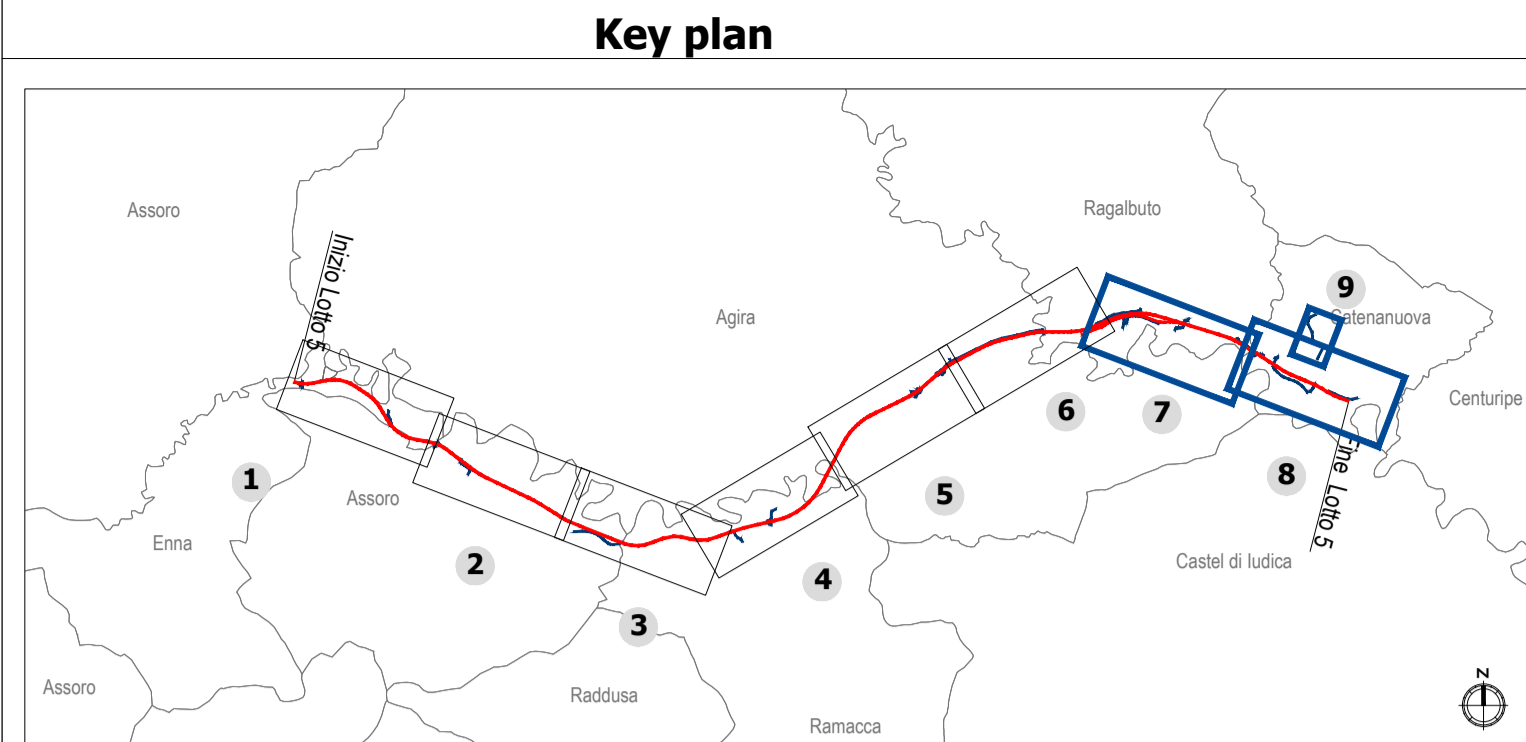 Key plan
Assoro
Ragalbuto
Inizio Lotto 5
9
Agira
Catenanuova
Centuripe
6
7
1
Assoro
5
8
Fine Lotto 5
Enna
2
4
Castel di Iudica
3
Assoro
Raddusa
Ramacca
N